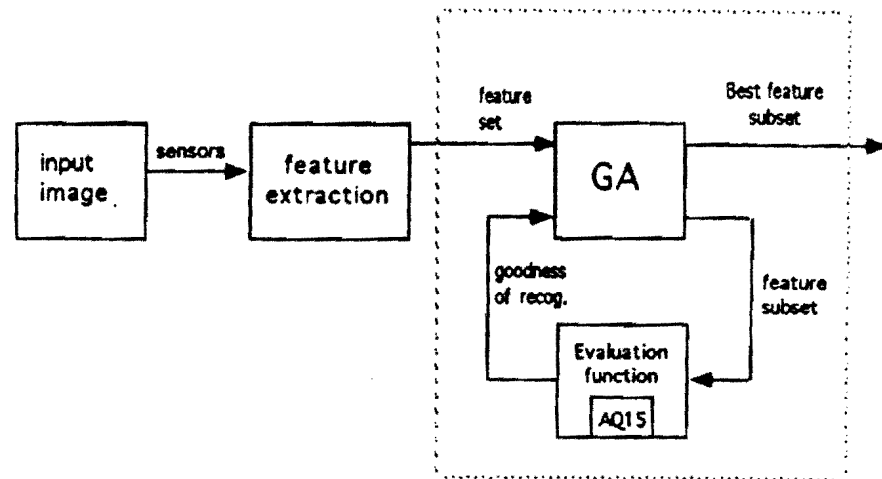 input
image.
sensors
feature
extraction
feature
set
GA
Best feature
subset
goodness
of recog.
feature
subset
Evaluation
function
AQ15